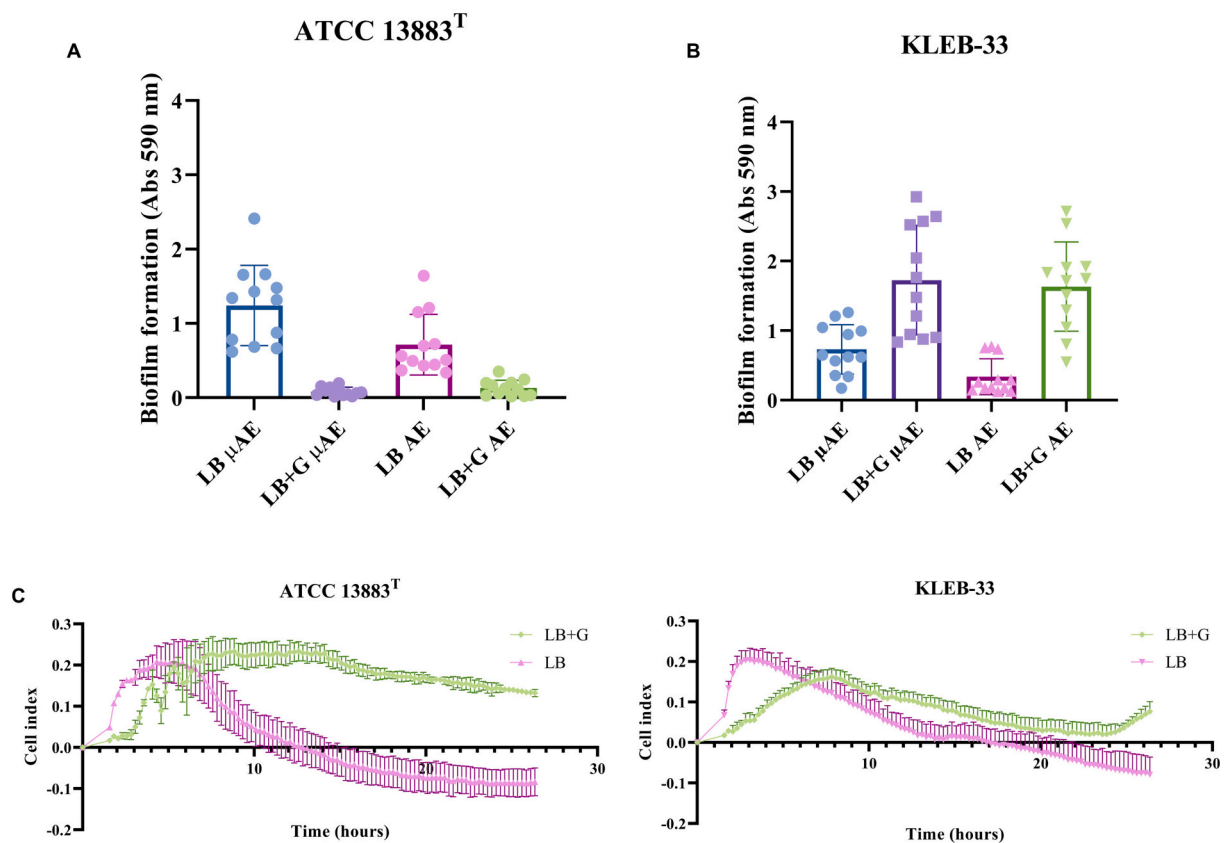 A
ATCC 13883T
Biofilm formation (Abs 590 nm)
4
3
2
1
0
LB μAE
LB+G μAE
LB AE
LB+G AE
B
KLEB-33
Biofilm formation (Abs 590 nm)
4
3
2
1
0
LB μAE
LB+G μAE
LB AE
LB+G AE
C
ATCC 13883T
Cell index
0.3
0.2
0.1
0.0
-0.1
-0.2
10
20
30
Time (hours)
LB+G
LB
KLEB-33
Cell index
0.3
0.2
0.1
0.0
-0.1
-0.2
10
20
30
Time (hours)
LB+G
LB